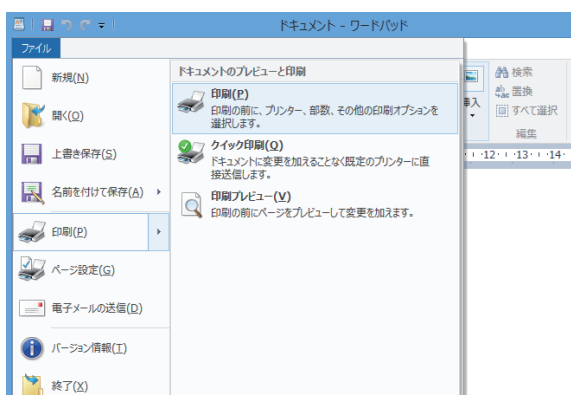 ドキュメント - ワードパッド
ファイル
新規(N)
開く(O)
上書き保存(S)
名前を付けて保存(A)
印刷(P)
ページ設定(G)
電子メールの送信(D)
バージョン情報(T)
終了(X)
ドキュメントのプレビューと印刷
印刷(P)
印刷の前に、プリンター、部数、その他の印刷オプションを
選択します。
クイック印刷(Q)
ドキュメントに変更を加えることなく既定のプリンターに直
接送信します。
印刷プレビュー(V)
印刷の前にページをプレビューして変更を加えます。
挿入
検索
置換
すべて選択
編集
12 13 14